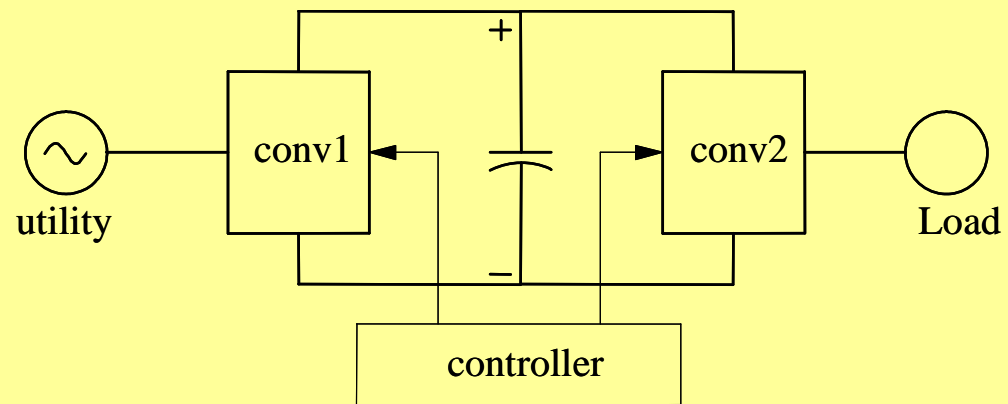 +
conv1
conv2
utility
Load
−
controller